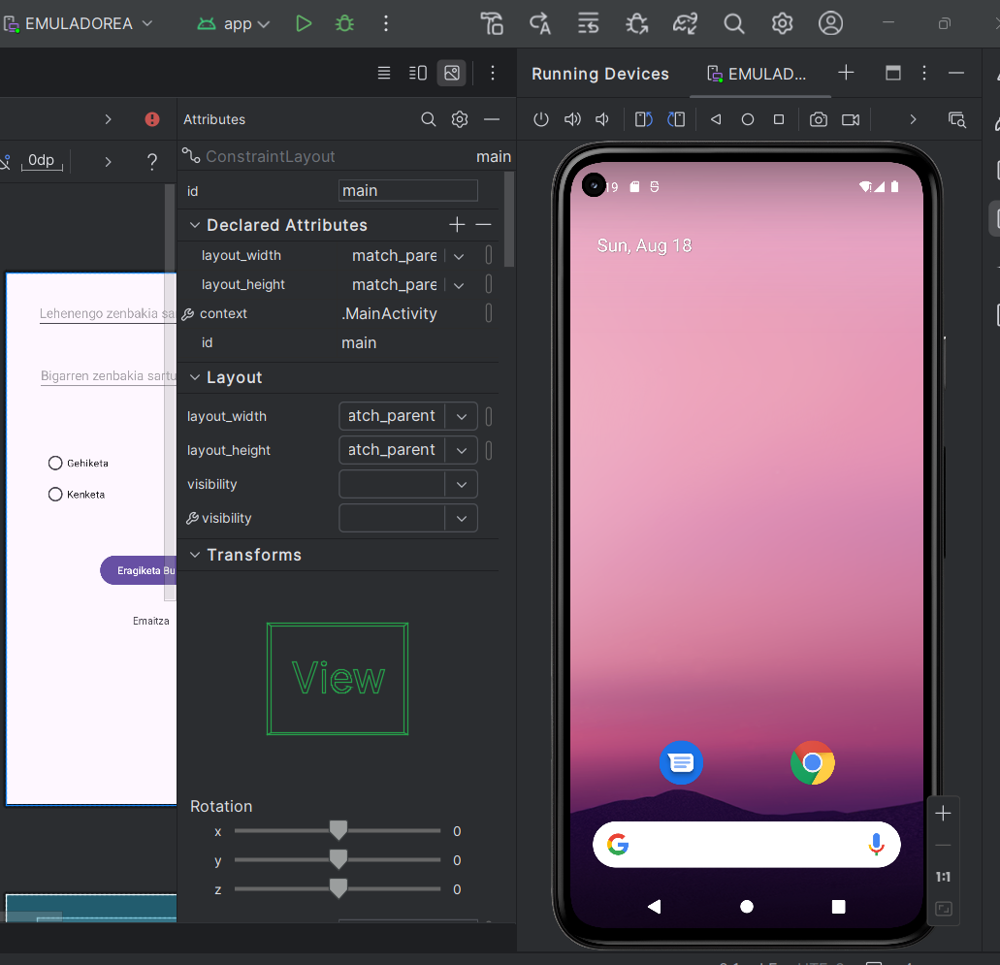 EMULADOREA
app
Running Devices
EMULAD...
Attributes
0dp
?
ConstraintLayout
main
id
main
Declared Attributes
layout_width
match_pare
layout_height
match_pare
context
.MainActivity
id
main
Layout
layout_width
atch_parent
layout_height
atch_parent
visibility
visibility
Transforms
View
Rotation
x
0
y
0
z
0
Lehenengo zenbakia sa
Bigarren zenbakia sartu
Gehiketa
Kenketa
Eragiketa Bu
Emaitza
19
Sun, Aug 18
1:1